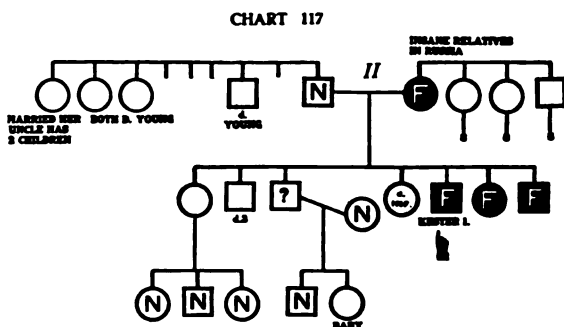 CHART 117
INSANE RELATIVES
IN RUSSIA
II
N
F
MARRIED HER
UNCLE HAS
2 CHILDREN
BOTH D. YOUNG
d.
YOUNG
?
N
d.
F
F
F
N
N
N
N
BABY